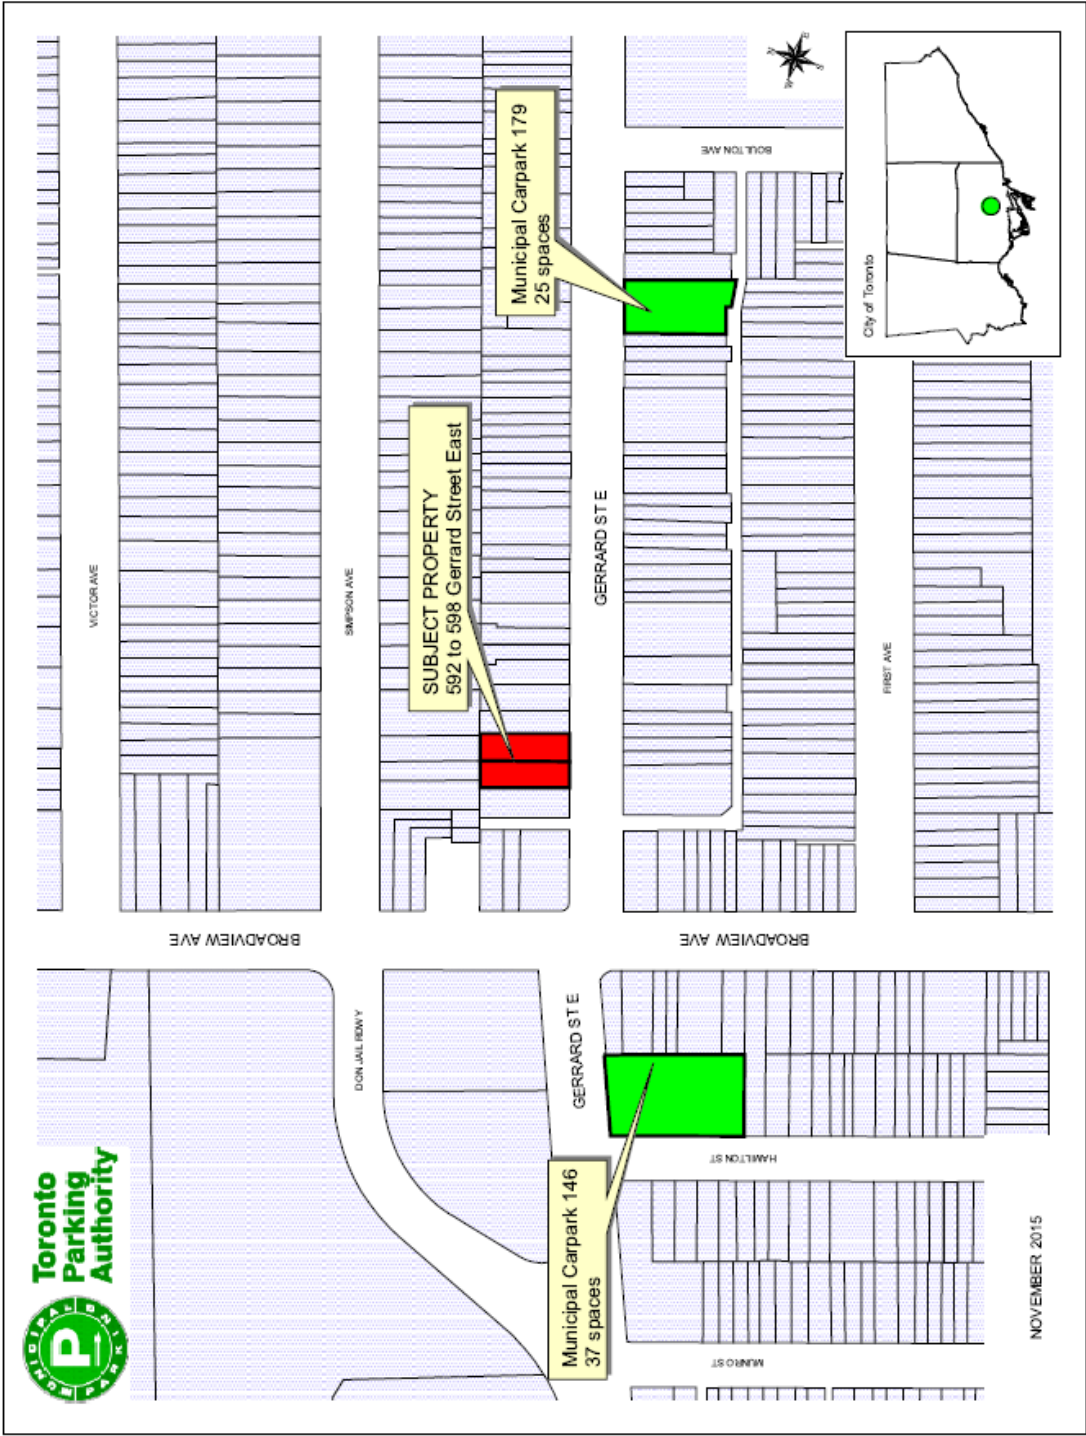 Toronto
Parking
Authority
MUNICIPAL
PARKING
P
VICTOR AVE
SIMPSON AVE
BROADVIEW AVE
DON JAIL RDWY
SUBJECT PROPERTY
592 to 598 Gerrard Street East
Municipal Carpark 179
25 spaces
GERRARD ST E
GERRARD ST E
Municipal Carpark 146
37 spaces
BROADVIEW AVE
BOULTON AVE
HAMILTON ST
MUNRO ST
FIRST AVE
N
E
S
W
City of Toronto
NOVEMBER 2015